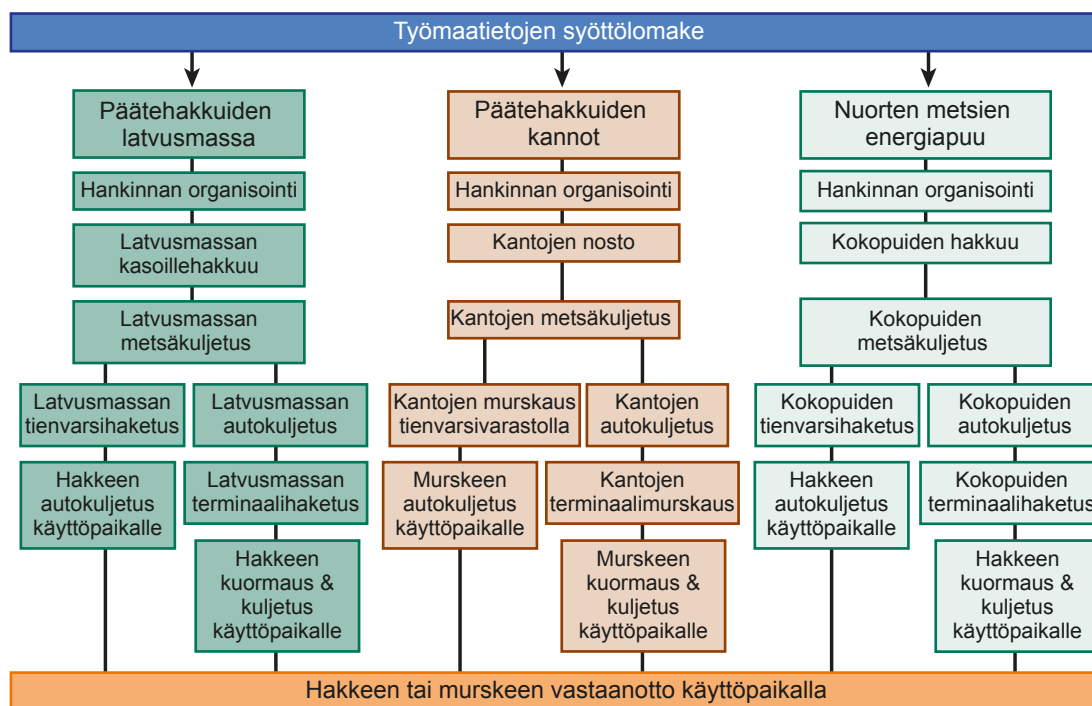 Työmaatietojen syöttölomake
Päätehakkuiden
latvusmassa
Hankinnan organisointi
Latvusmassan
kasoillehakkuu
Latvusmassan
metsäkuljetus
Latvusmassan
tienvarsihaketus
Hakkeen
autokuljetus
käyttöpaikalle
Latvusmassan
autokuljetus
Latvusmassan
terminaalihaketus
Hakkeen
kuormaus &
kuljetus
käyttöpaikalle
Päätehakkuiden
kannot
Hankinnan organisointi
Kantojen nosto
Kantojen metsäkuljetus
Kantojen murskaus
tienvarsivarastolla
Murskeen
autokuljetus
käyttöpaikalle
Kantojen
autokuljetus
Kantojen
terminaalimurskaus
Murskeen
kuormaus &
kuljetus
käyttöpaikalle
Nuorten metsien
energiapuu
Hankinnan organisointi
Kokopuiden hakkuu
Kokopuiden
metsäkuljetus
Kokopuiden
tienvarsihaketus
Hakkeen
autokuljetus
käyttöpaikalle
Kokopuiden
autokuljetus
Kokopuiden
terminaalihaketus
Hakkeen
kuormaus &
kuljetus
käyttöpaikalle
Hakkeen tai murskeen vastaanotto käyttöpaikalla